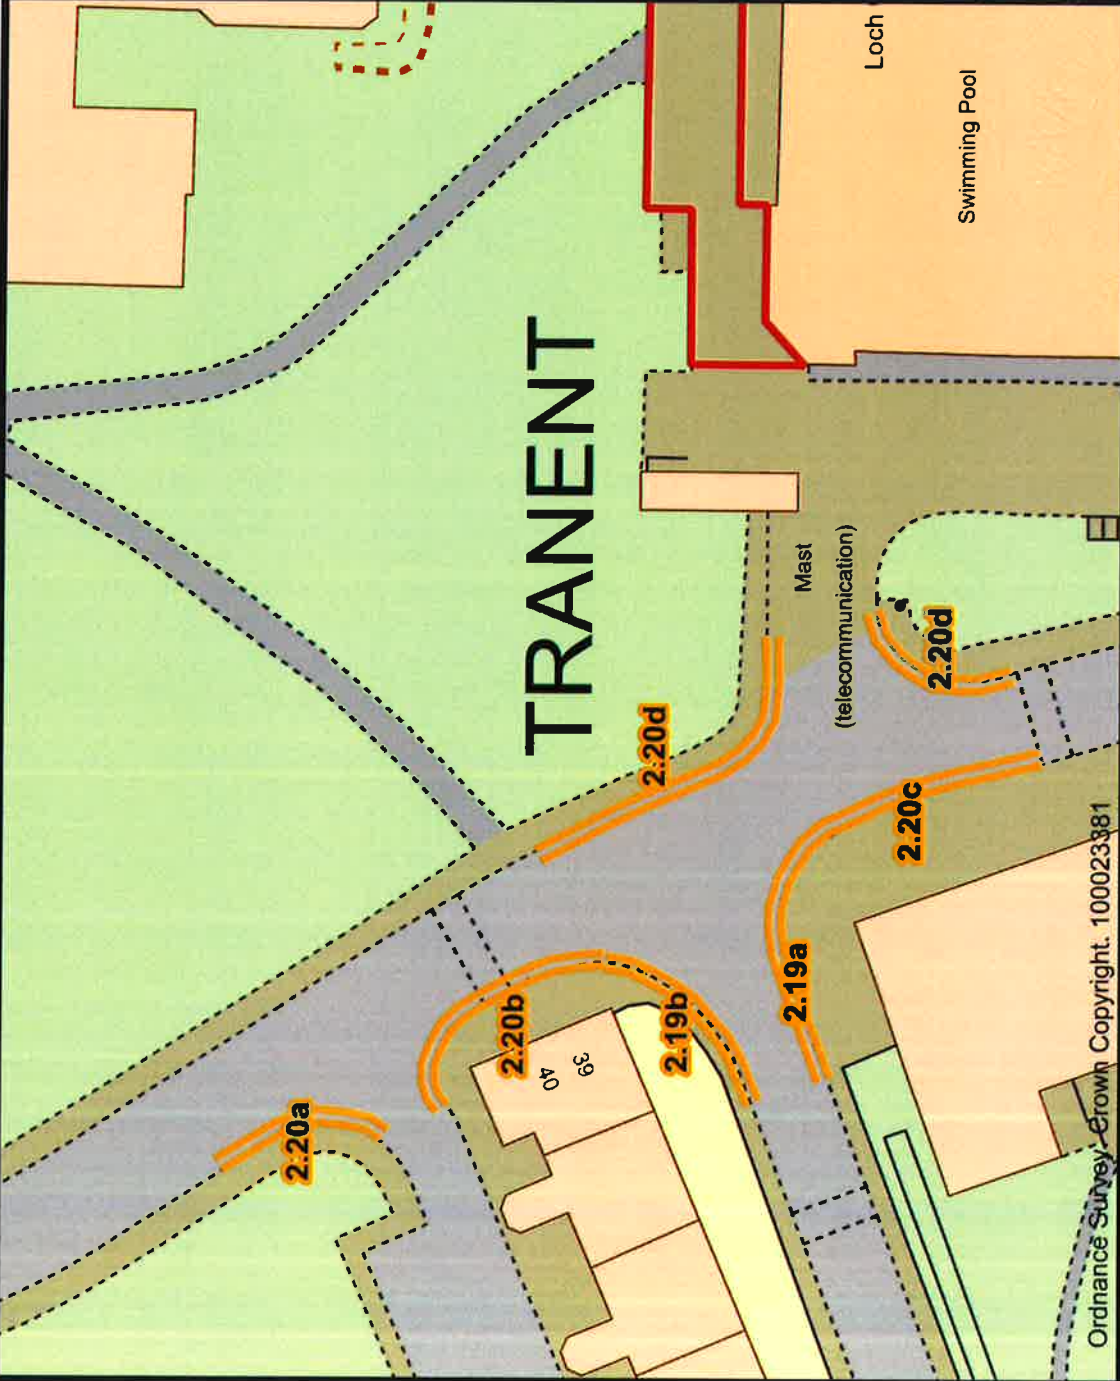 2.20a
2.20b
40
39
TRANENT
2.20d
2.19b
2.19a
Mast
(telecommunication)
2.20c
2.20d
Loch
Swimming Pool
Ordnance Survey. Crown Copyright. 100023381